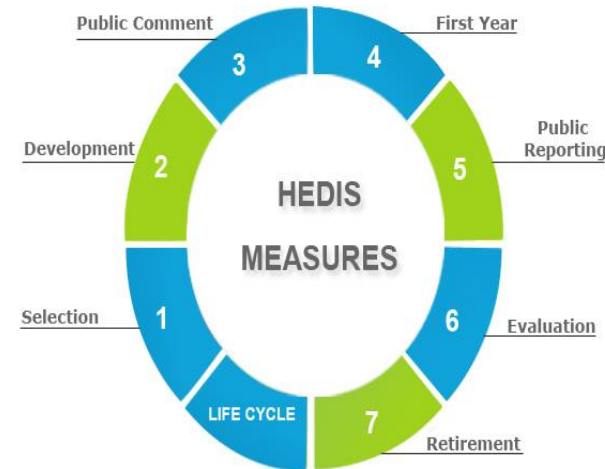 Public Comment
3
4
First Year
Development
2
5
Public
Reporting
HEDIS
MEASURES
Selection
1
6
Evaluation
LIFE CYCLE
7
Retirement